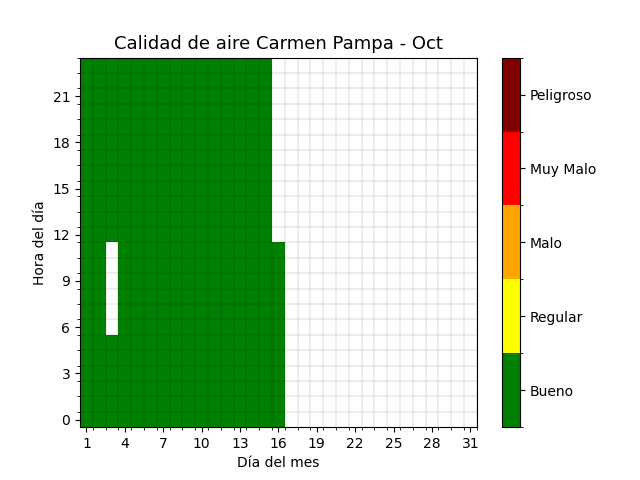 Calidad de aire Carmen Pampa - Oct
Hora del día
21
18
15
12
9
6
3
0
1 4 7 10 13 16 19 22 25 28 31
Día del mes
Peligroso
Muy Malo
Malo
Regular
Bueno